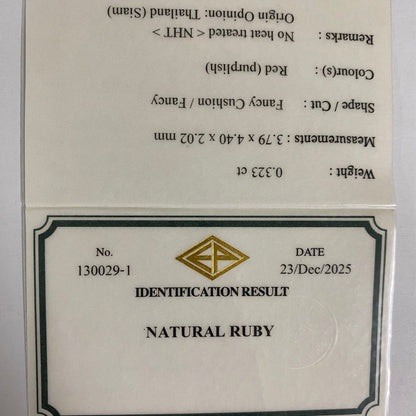 Weight : 0.323 ct
Measurements : 3.79 x 4.40 x 2.02 mm
Shape / Cut : Fancy Cushion / Fancy
Colour(s) : Red (purplish)
Remarks : No heat treated < NHT >
Origin Opinion: Thailand (Siam)
No. DATE
130029-1 23/Dec/2025
IDENTIFICATION RESULT
NATURAL RUBY